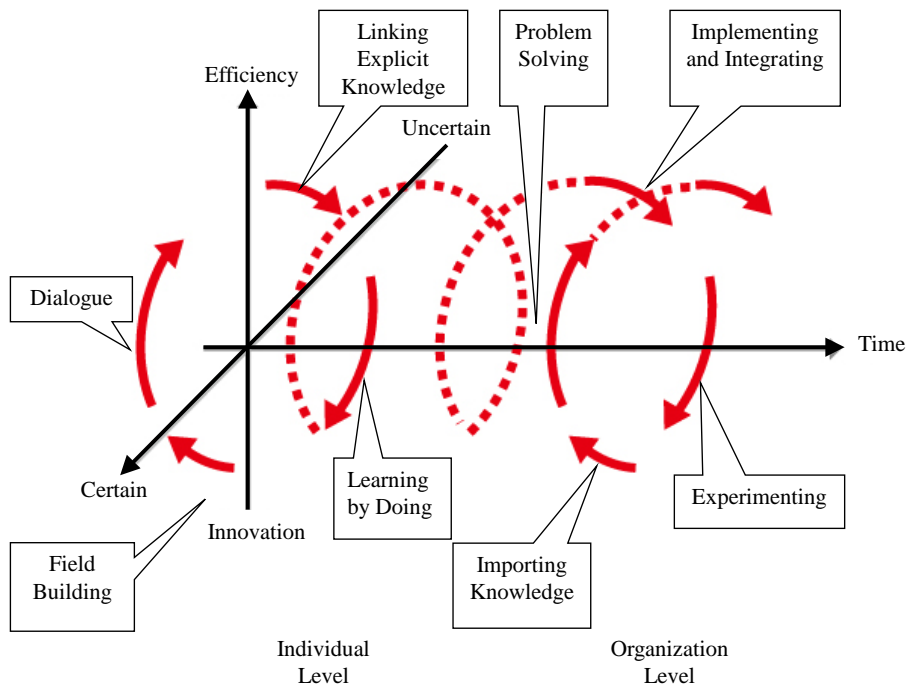 Linking
Explicit
Knowledge
Problem
Solving
Implementing
and Integrating
Efficiency
Uncertain
Dialogue
Time
Certain
Innovation
Learning
by Doing
Experimenting
Field
Building
Importing
Knowledge
Individual
Level
Organization
Level